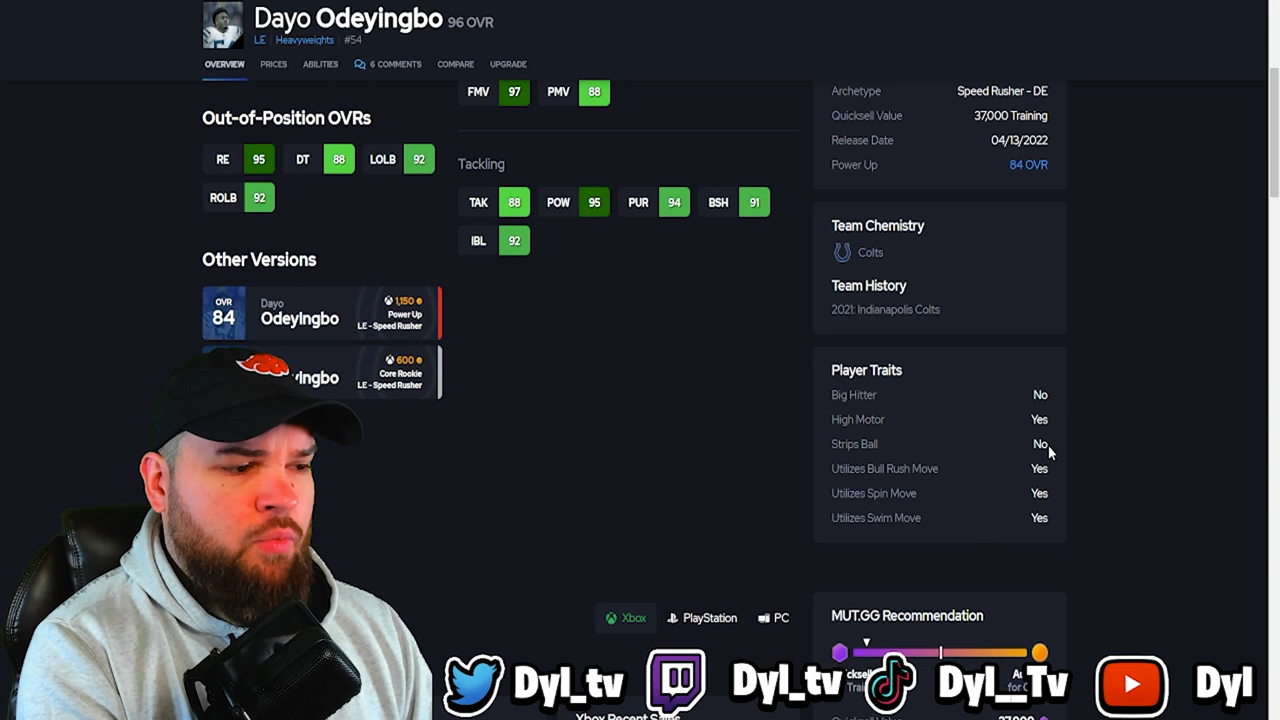 Dayo Odeyingbo 96 OVR
LE Heavyweights #54
OVERVIEW PRICES ABILITIES 6 COMMENTS COMPARE UPGRADE
FMV 97 PMV 88
Out-of-Position OVRs
RE 95 DT 88 LOLB 92
ROLB 92
Tackling
TAK 88 POW 95 PUR 94 BSH 91
IBL 92
Other Versions
OVR
84
Dayo
Odeyingbo
1,150
Power Up
LE - Speed Rusher
yingbo
600
Core Rookie
LE - Speed Rusher
Archetype Speed Rusher - DE
Quicksell Value 37,000 Training
Release Date 04/13/2022
Power Up 84 OVR
Team Chemistry
Colts
Team History
2021: Indianapolis Colts
Player Traits
Big Hitter No
High Motor Yes
Strips Ball No
Utilizes Bull Rush Move Yes
Utilizes Spin Move Yes
Utilizes Swim Move Yes
Xbox PlayStation PC
MUT.GG Recommendation
Xbox Recent Sales
Dyl_tv Dyl_tv Dyl__Tv Dyl